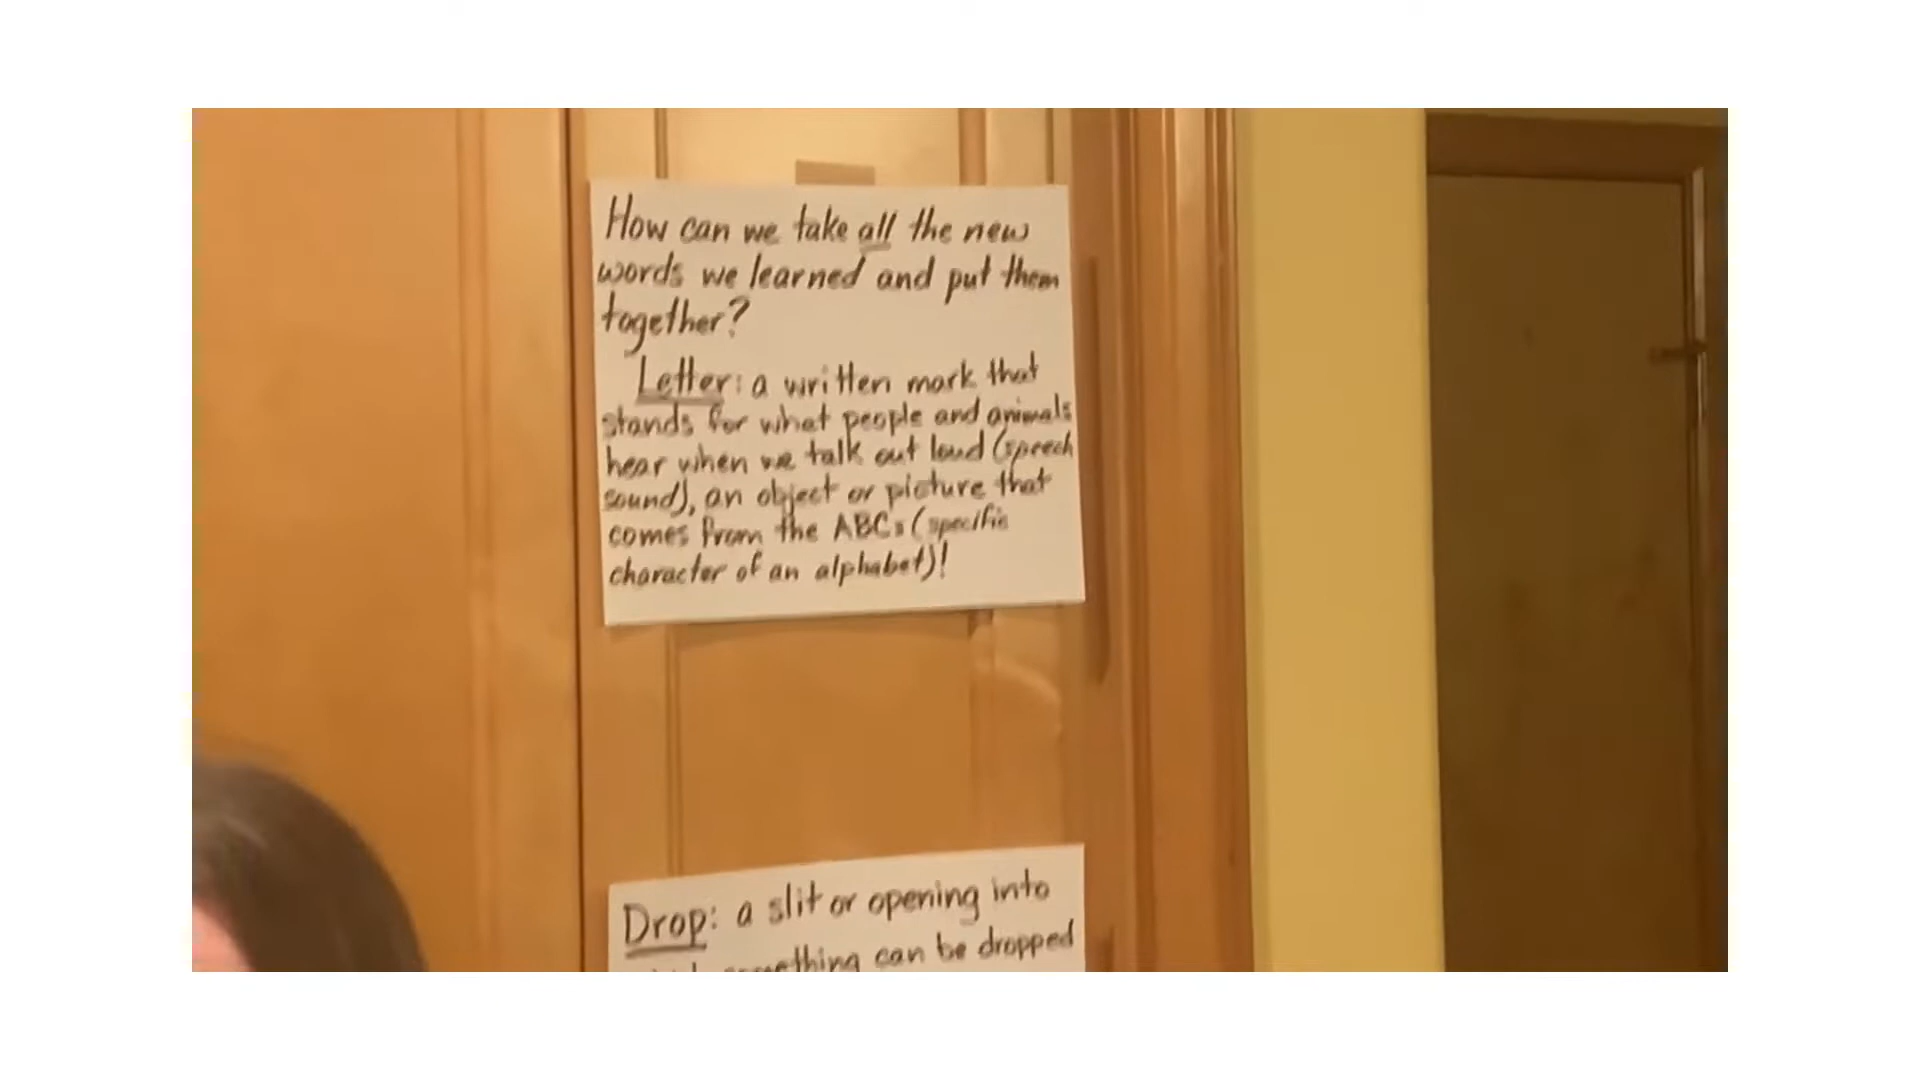 How can we take all the new
words we learned and put them
together?
Letter: a written mark that
stands for what people and animals
hear when we talk out loud (speech
sound), an object or picture that
comes from the ABCs (specific
character of an alphabet)!
Drop: a slit or opening into
something can be dropped